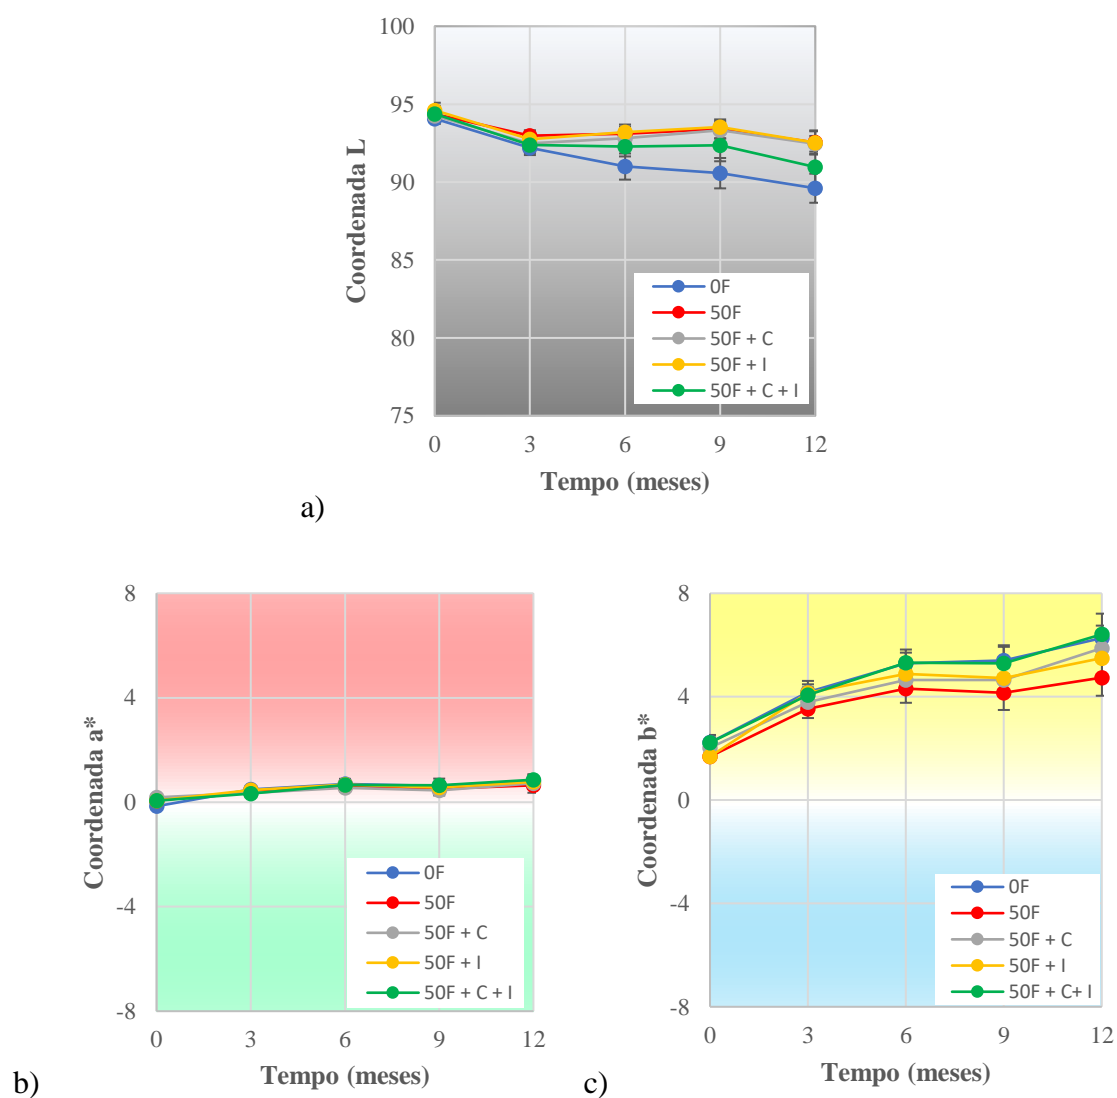 100
95
90
85
80
75
Coordenada L
0F
50F
50F + C
50F + I
50F + C + I
0 3 6 9 12
Tempo (meses)
a)
8
4
0
-4
-8
Coordenada a*
0F
50F
50F + C
50F + I
50F + C + I
0 3 6 9 12
Tempo (meses)
b)
8
4
0
-4
-8
Coordenada b*
0F
50F
50F + C
50F + I
50F + C+ I
0 3 6 9 12
Tempo (meses)
c)